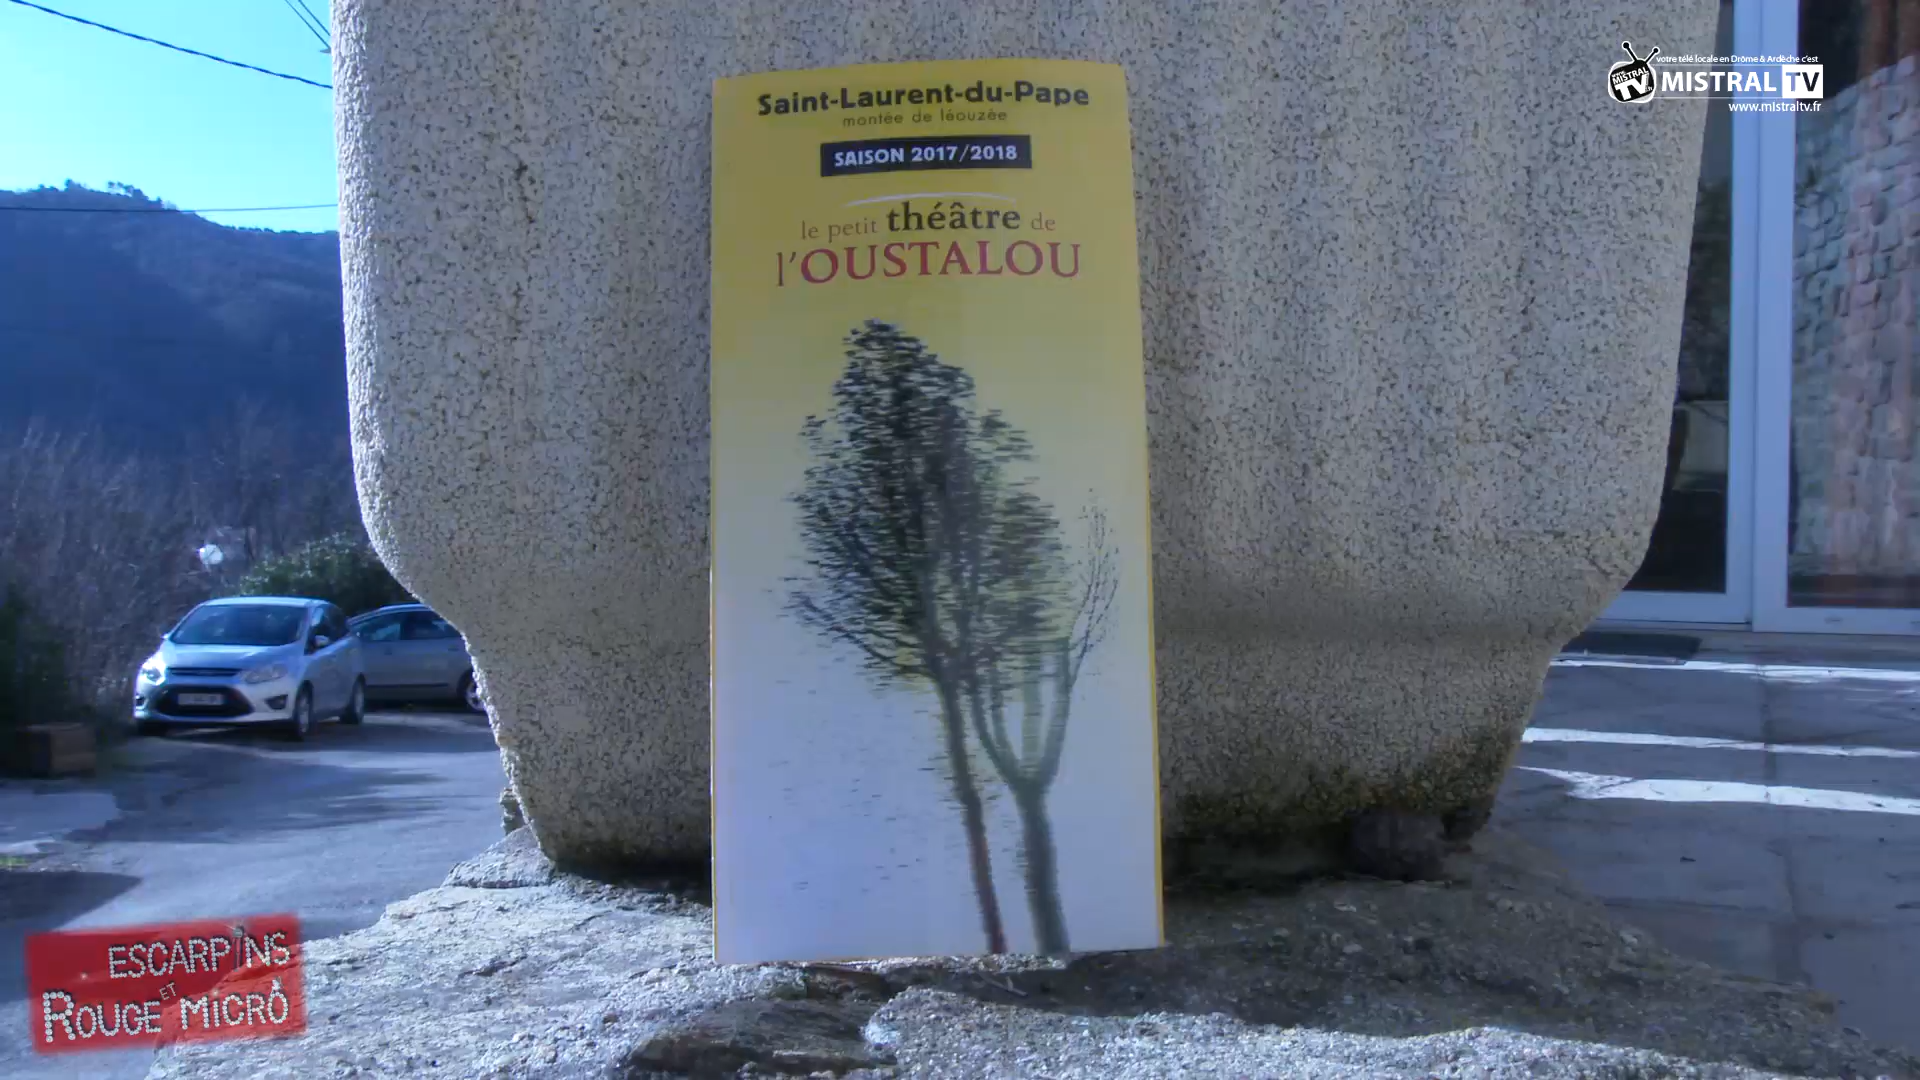 Saint-Laurent-du-Pape
montée de léouzée
SAISON 2017/2018
le petit théâtre de
l'OUSTALOU
votre télé locale en Drôme & Ardèche c'est
MISTRAL TV
www.mistraltv.fr
ESCARPINS
ET
ROUGE MICRÔ